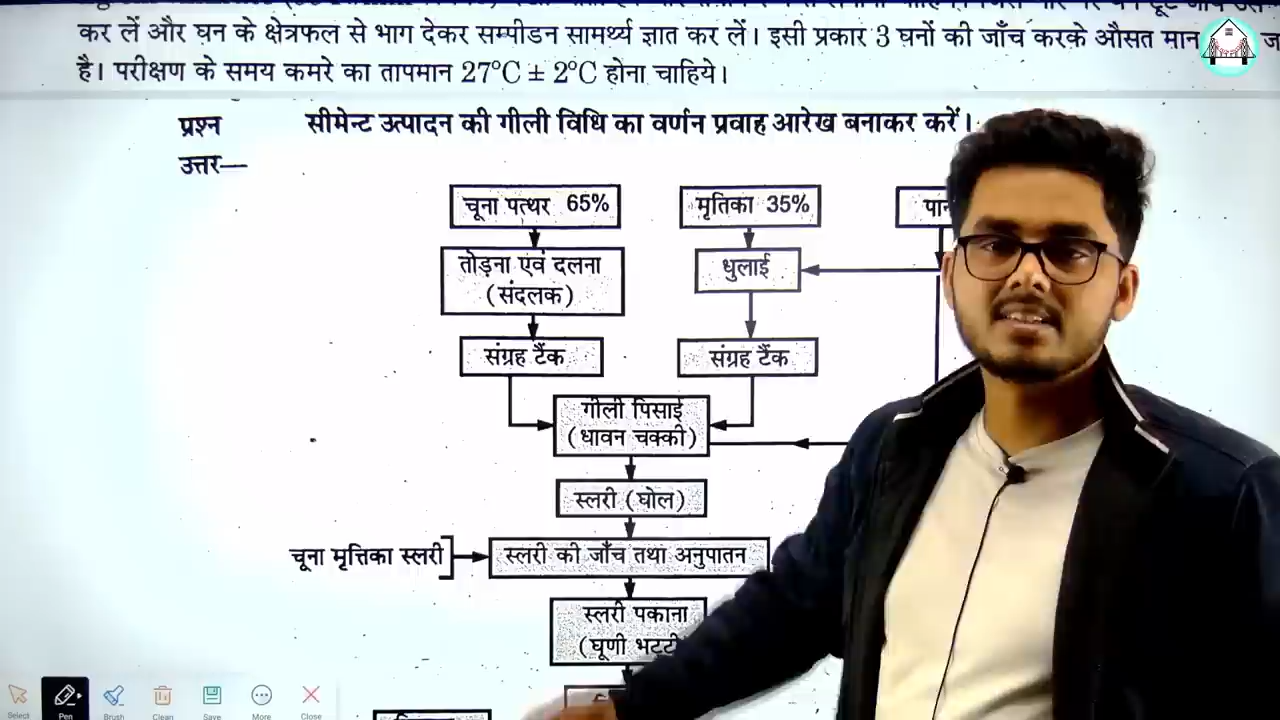 कर लें और घन के क्षेत्रफल से भाग देकर सम्पीडन सामर्थ्य ज्ञात कर लें। इसी प्रकार 3 घनों की जाँच करके औसत मान
है। परीक्षण के समय कमरे का तापमान 27°C ± 2°C होना चाहिये।
प्रश्न सीमेन्ट उत्पादन की गीली विधि का वर्णन प्रवाह आरेख बनाकर करें।
उत्तर—
चूना पत्थर 65% मृतिका 35%
तोड़ना एवं दलना
(संदलक)
धुलाई
संग्रह टैंक संग्रह टैंक
गीली पिसाई
(धावन चक्की)
स्लरी (घोल)
चूना मृत्तिका स्लरी स्लरी की जाँच तथा अनुपातन
स्लरी पकाना
(घूणी भटटी
Select Pen Brush Clean Save More Close